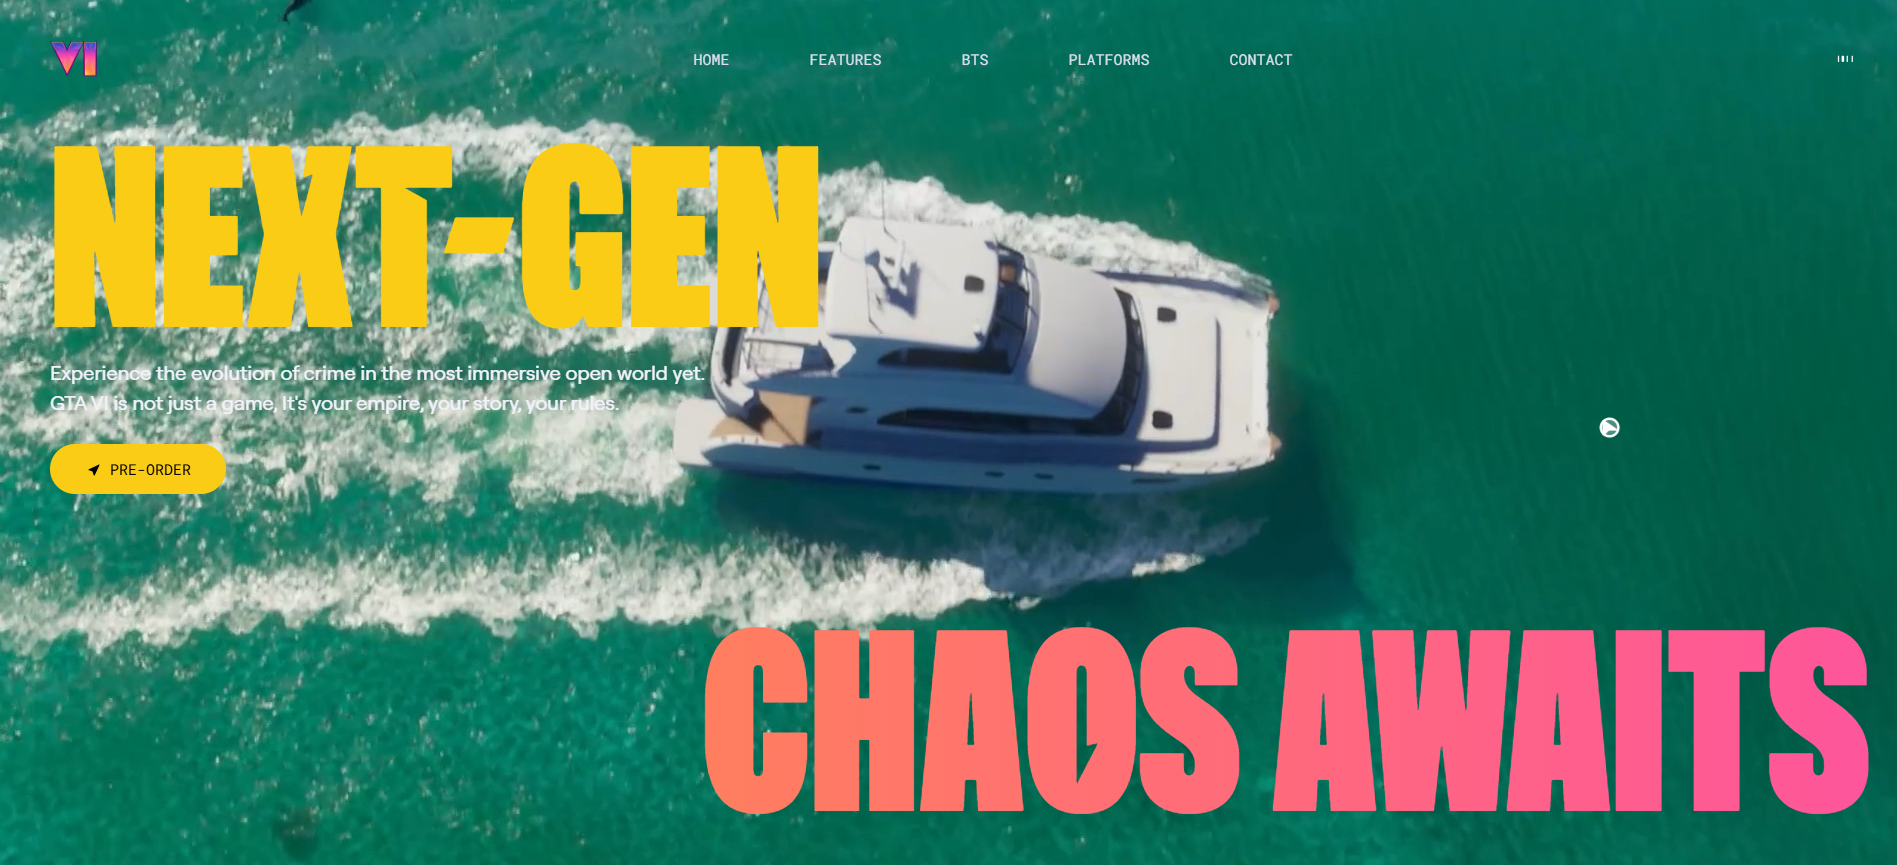 VI
HOME FEATURES BTS PLATFORMS CONTACT
NEXT-GEN
Experience the evolution of crime in the most immersive open world yet.
GTA VI is not just a game, It's your empire, your story, your rules.
PRE-ORDER
CHAOS AWAITS